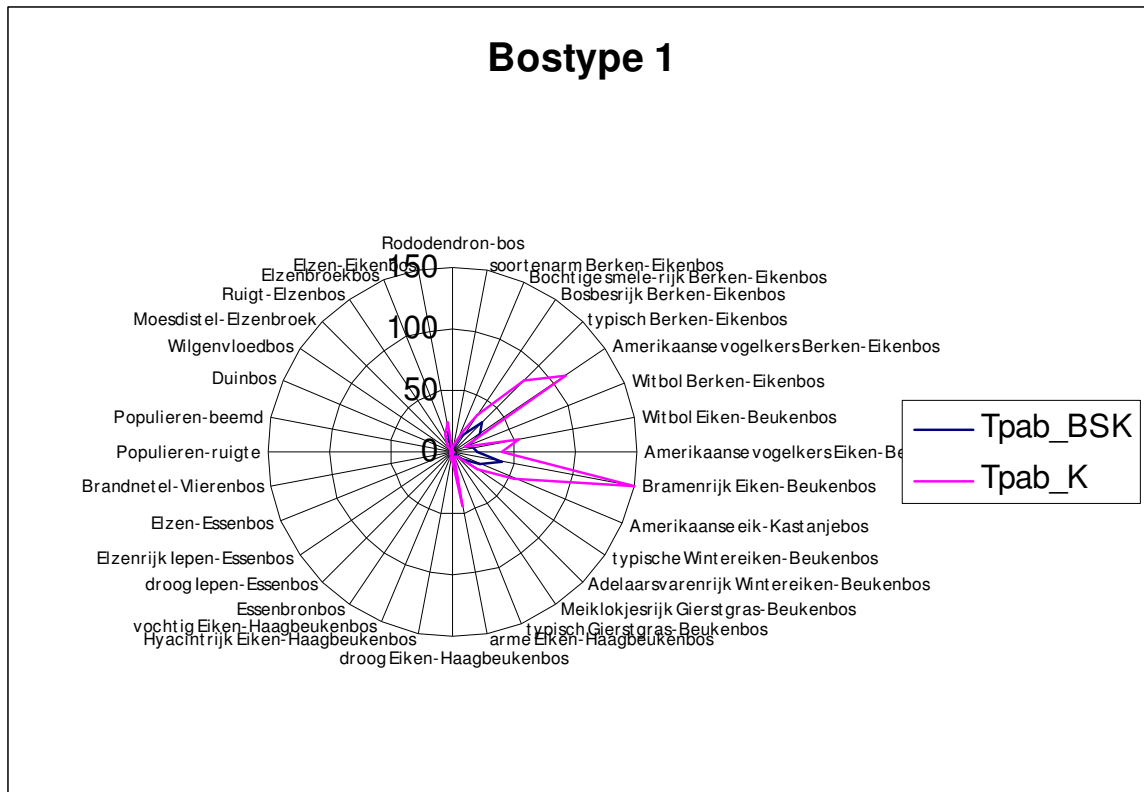 Bostype 1
Rododendron-bos
soortenarm Berken-Eikenbos
Bochtige smele-rijk Berken-Eikenbos
Bosbesrijk Berken-Eikenbos
typisch Berken-Eikenbos
Amerikaanse vogelkers Berken-Eikenbos
Witbol Berken-Eikenbos
Witbol Eiken-Beukenbos
Amerikaanse vogelkers Eiken-Be
Bramenrijk Eiken-Beukenbos
Amerikaanse eik-Kastanjebos
typische Wintereiken-Beukenbos
Adelaarsvarenrijk Wintereiken-Beukenbos
Meiklokjesrijk Gierstgras-Beukenbos
typisch Gierstgras-Beukenbos
arme Eiken-Haagbeukenbos
droog Eiken-Haagbeukenbos
Hyacintrijk Eiken-Haagbeukenbos
vochtig Eiken-Haagbeukenbos
Essenbronbos
droog Iepen-Essenbos
Elzenrijk Iepen-Essenbos
Elzen-Essenbos
Brandnetel-Vlierenbos
Populieren-ruigte
Populieren-beemd
Duinbos
Wilgenvloedbos
Moesdistel-Elzenbroek
Ruigt-Elzenbos
Elzenbroekbos
Elzen-Eikenbos
150
100
50
0
Tpab_BSK
Tpab_K